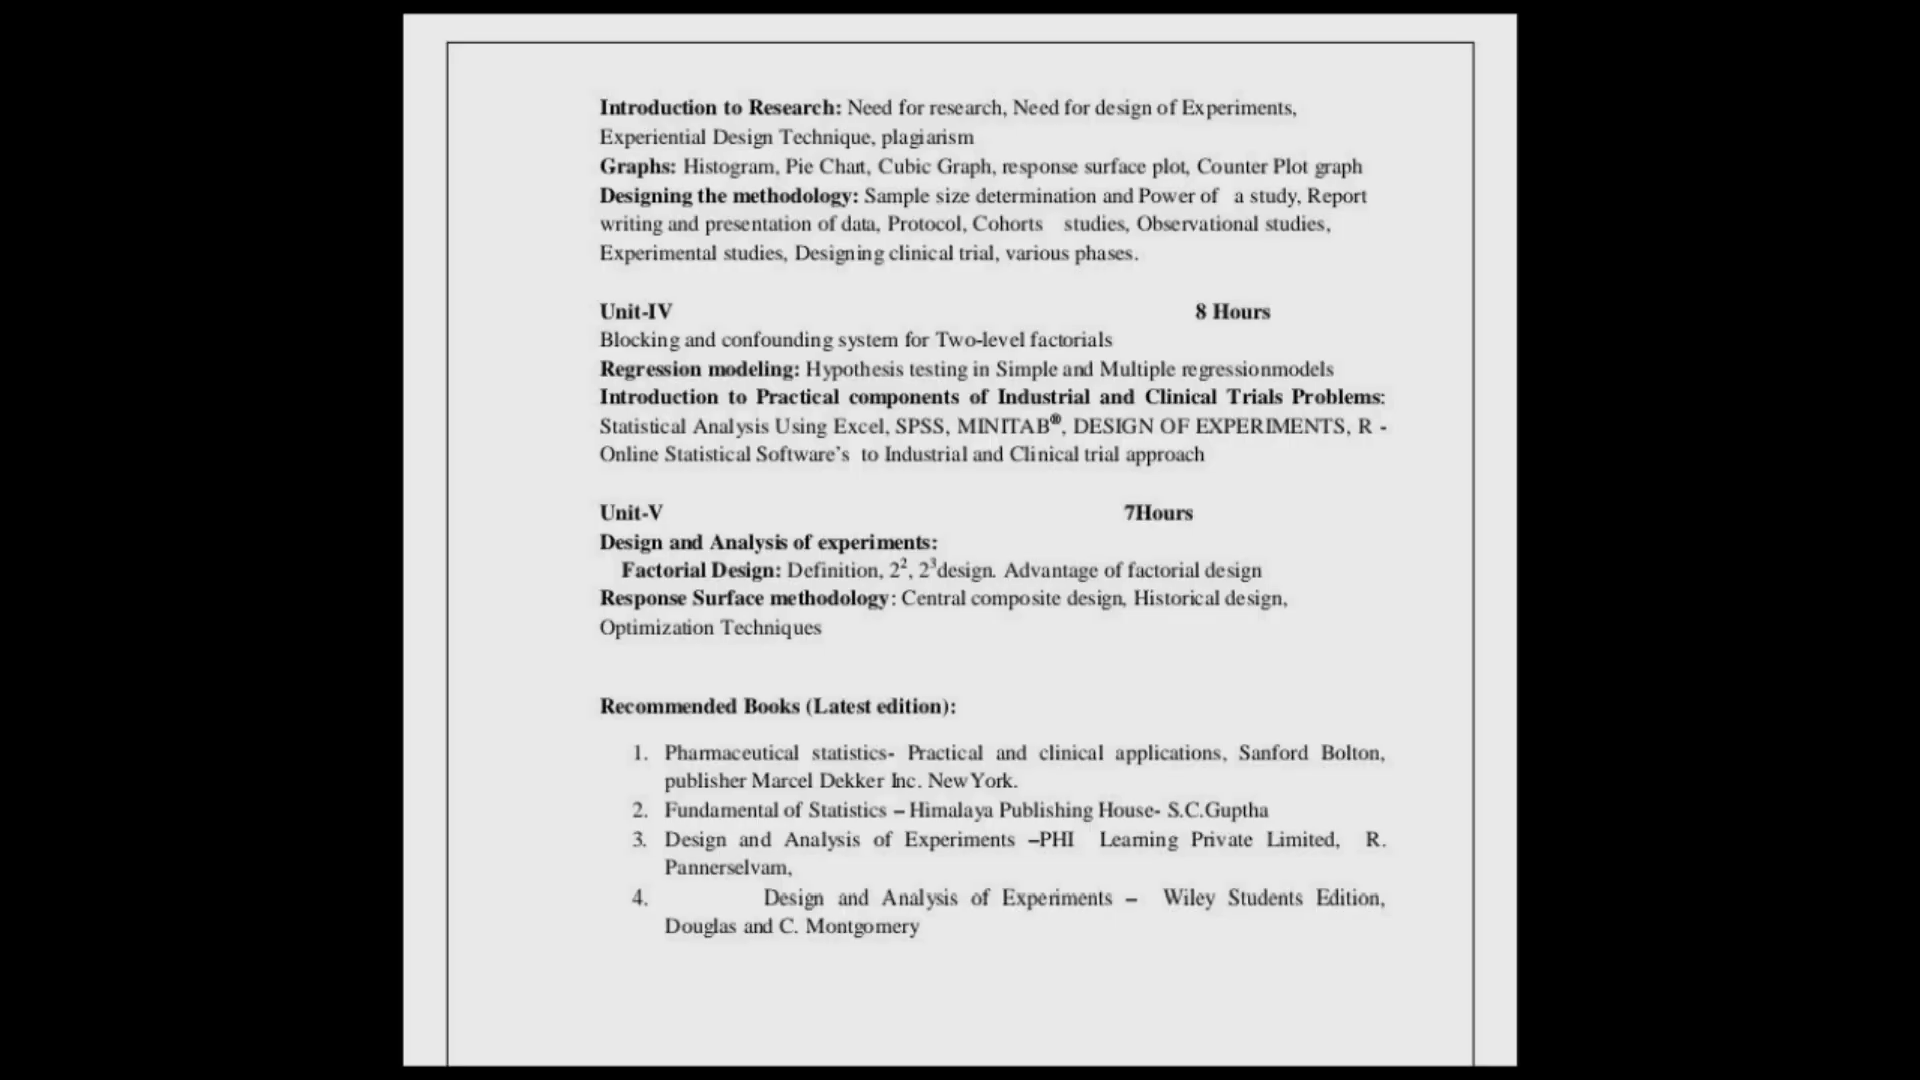 Introduction to Research: Need for research, Need for design of Experiments,
Experiential Design Technique, plagiarism
Graphs: Histogram, Pie Chart, Cubic Graph, response surface plot, Counter Plot graph
Designing the methodology: Sample size determination and Power of a study, Report
writing and presentation of data, Protocol, Cohorts studies, Observational studies,
Experimental studies, Designing clinical trial, various phases.
Unit-IV 8 Hours
Blocking and confounding system for Two-level factorials
Regression modeling: Hypothesis testing in Simple and Multiple regressionmodels
Introduction to Practical components of Industrial and Clinical Trials Problems:
Statistical Analysis Using Excel, SPSS, MINITAB®, DESIGN OF EXPERIMENTS, R -
Online Statistical Software’s to Industrial and Clinical trial approach
Unit-V 7Hours
Design and Analysis of experiments:
Factorial Design: Definition, 2², 2³design. Advantage of factorial design
Response Surface methodology: Central composite design, Historical design,
Optimization Techniques
Recommended Books (Latest edition):
1. Pharmaceutical statistics- Practical and clinical applications, Sanford Bolton,
publisher Marcel Dekker Inc. NewYork.
2. Fundamental of Statistics – Himalaya Publishing House- S.C.Guptha
3. Design and Analysis of Experiments –PHI Learning Private Limited, R.
Pannerselvam,
4. Design and Analysis of Experiments – Wiley Students Edition,
Douglas and C. Montgomery